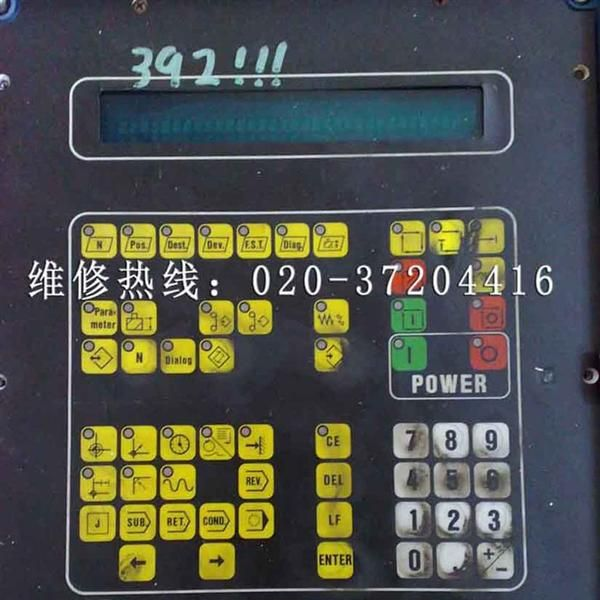 392!!!
N Pos. Dest. Dev. F.S.T. Diag.
T
维修热线：020-37204416
Para-
meter
%
N Dialog
POWER
CE 7 8 9
REV. DEL 4 5 6
J SUB. RET. COND. LF 1 2 3
← → ENTER 0 . +/-